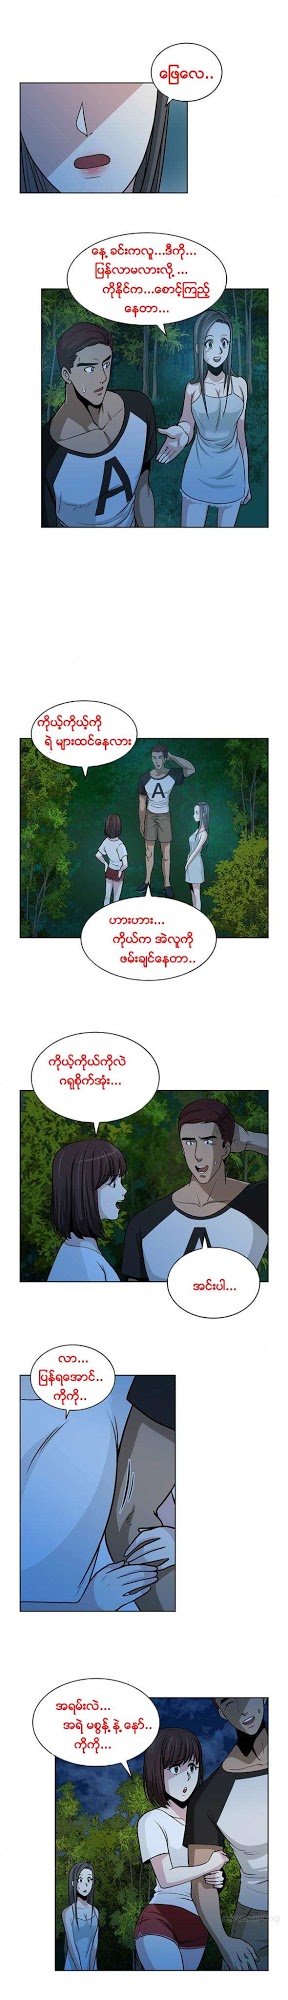 ဖြေလေ..
နေ့ ခင်းကလူ...ဒီကို...
ပြန်လာမလားလို့ ...
ကိုနိုင်က...စောင့်ကြည့်
နေတာ...
ကိုယ့်ကိုယ့်ကို
ရဲ များထင်နေလား
A
ဟားဟား...
ကိုယ်က အဲလူကို
ဖမ်းချင်နေတာ..
ကိုယ့်ကိုယ်ကိုလဲ
ဂရုစိုက်အုံး...
A
အင်းပါ...
လာ...
ပြန်ရအောင်..
ကိုကို..
အရမ်းလဲ...
အရဲ မစွန့် နဲ့ နော်..
ကိုကို...